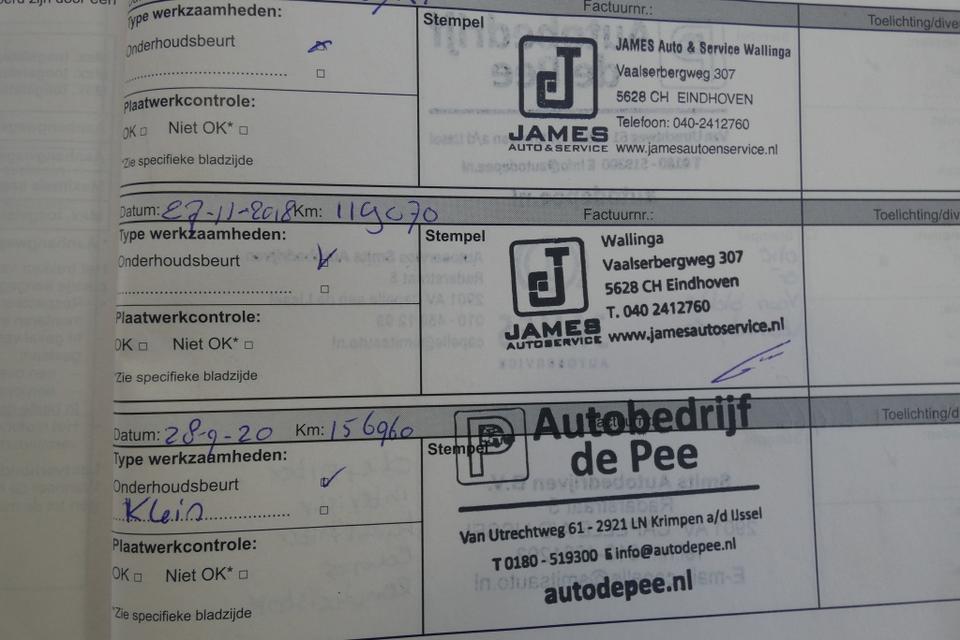 Type werkzaamheden:
Onderhoudsbeurt
Plaatwerkcontrole:
OK Niet OK*
*Zie specifieke bladzijde
Stempel
Factuurnr.:
Toelichting/dive
JAMES
AUTO & SERVICE
JAMES Auto & Service Wallinga
Vaalserbergweg 307
5628 CH EINDHOVEN
Telefoon: 040-2412760
www.jamesautoenservice.nl
Datum: 27-11-2018 Km: 119070
Factuurnr.:
Toelichting/div
Type werkzaamheden:
Onderhoudsbeurt
Plaatwerkcontrole:
OK Niet OK*
*Zie specifieke bladzijde
Stempel
JAMES
AUTOSERVICE
Wallinga
Vaalserbergweg 307
5628 CH Eindhoven
T. 040 2412760
www.jamesautoservice.nl
Datum: 28-9-20 Km: 156960
Factuurnr.:
Toelichting/d
Type werkzaamheden:
Onderhoudsbeurt
Klein
Plaatwerkcontrole:
OK Niet OK*
*Zie specifieke bladzijde
Stempel
P
Autobedrijf
de Pee
Van Utrechtweg 61 - 2921 LN Krimpen a/d IJssel
T 0180 - 519300 E info@autodepee.nl
autodepee.nl